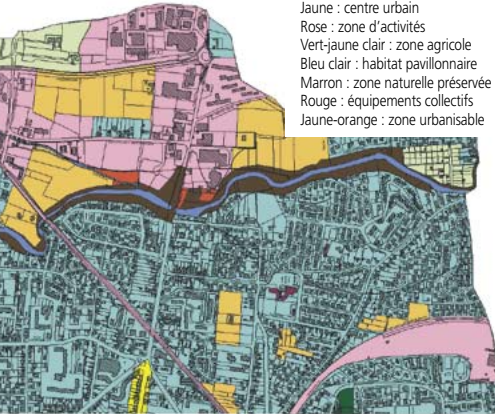 Jaune : centre urbain
Rose : zone d'activités
Vert-jaune clair : zone agricole
Bleu clair : habitat pavillonnaire
Marron : zone naturelle préservée
Rouge : équipements collectifs
Jaune-orange : zone urbanisable